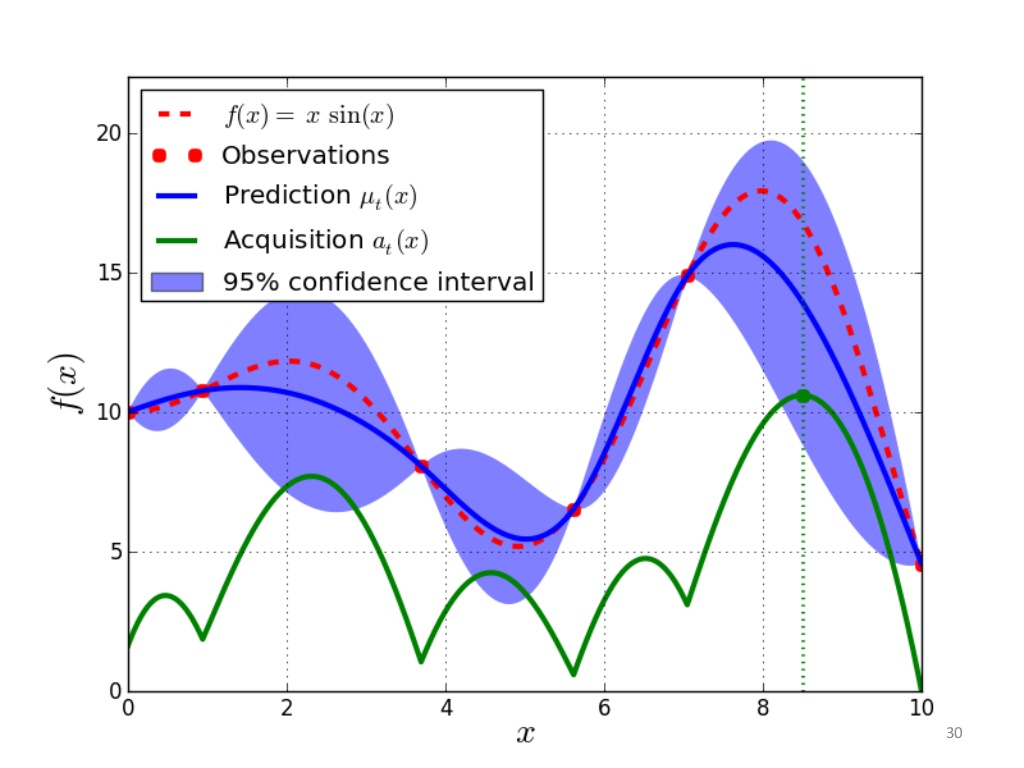 f(x) = x sin(x)
Observations
Prediction μ_t(x)
Acquisition a_t(x)
95% confidence interval
f(x)
20
15
10
5
0
0 2 4 6 8 10
x
30